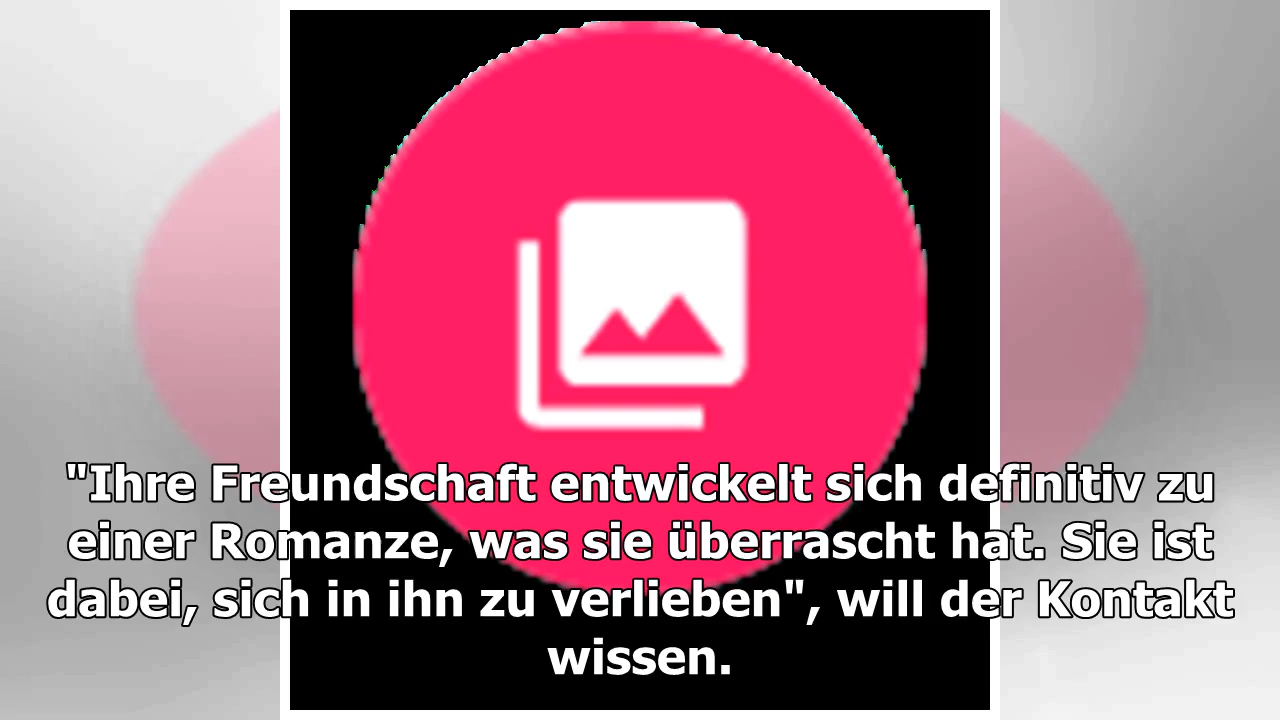 "Ihre Freundschaft entwickelt sich definitiv zu
einer Romanze, was sie überrascht hat. Sie ist
dabei, sich in ihn zu verlieben", will der Kontakt
wissen.